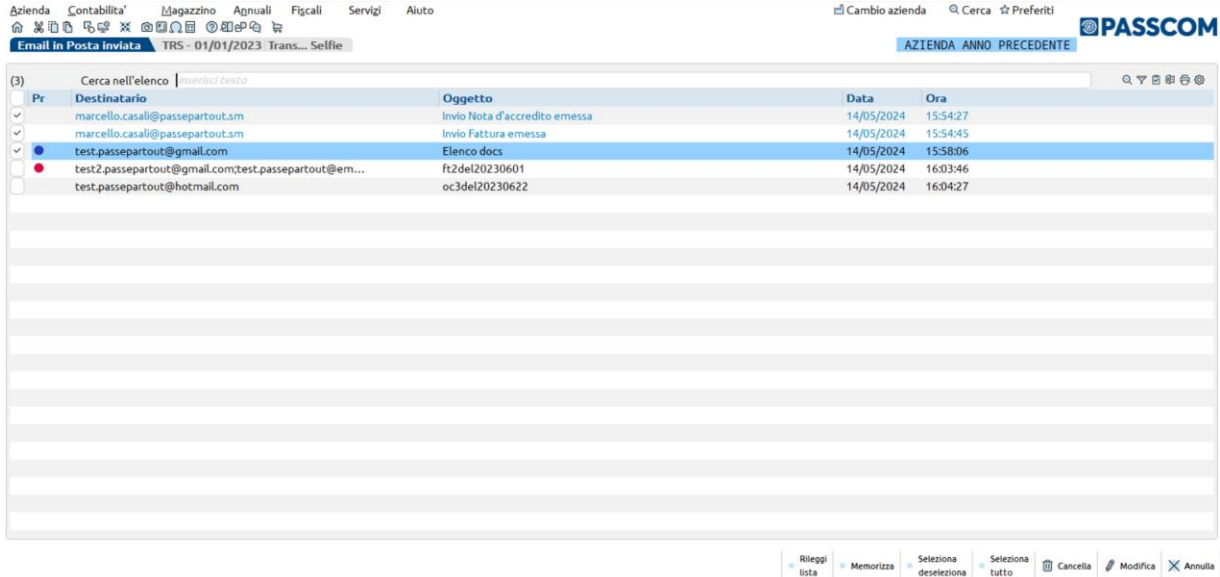 Azienda Contabilita' Magazzino Annuali Fiscali Servizi Aiuto Cambio azienda Cerca Preferiti
PASSCOM
Email in Posta inviata TRS - 01/01/2023 Trans... Selfie AZIENDA ANNO PRECEDENTE
(3) Cerca nell'elenco Inserisci testo
Pr Destinatario Oggetto Data Ora
marcello.casali@passepartout.sm Invio Nota d'accredito emessa 14/05/2024 15:54:27
marcello.casali@passepartout.sm Invio Fattura emessa 14/05/2024 15:54:45
test.passepartout@gmail.com Elenco docs 14/05/2024 15:58:06
test2.passepartout@gmail.com;test.passepartout@em... ft2del20230601 14/05/2024 16:03:46
test.passepartout@hotmail.com oc3del20230622 14/05/2024 16:04:27
Rileggi lista Memorizza Seleziona deseleziona Seleziona tutto Cancella Modifica Annulla